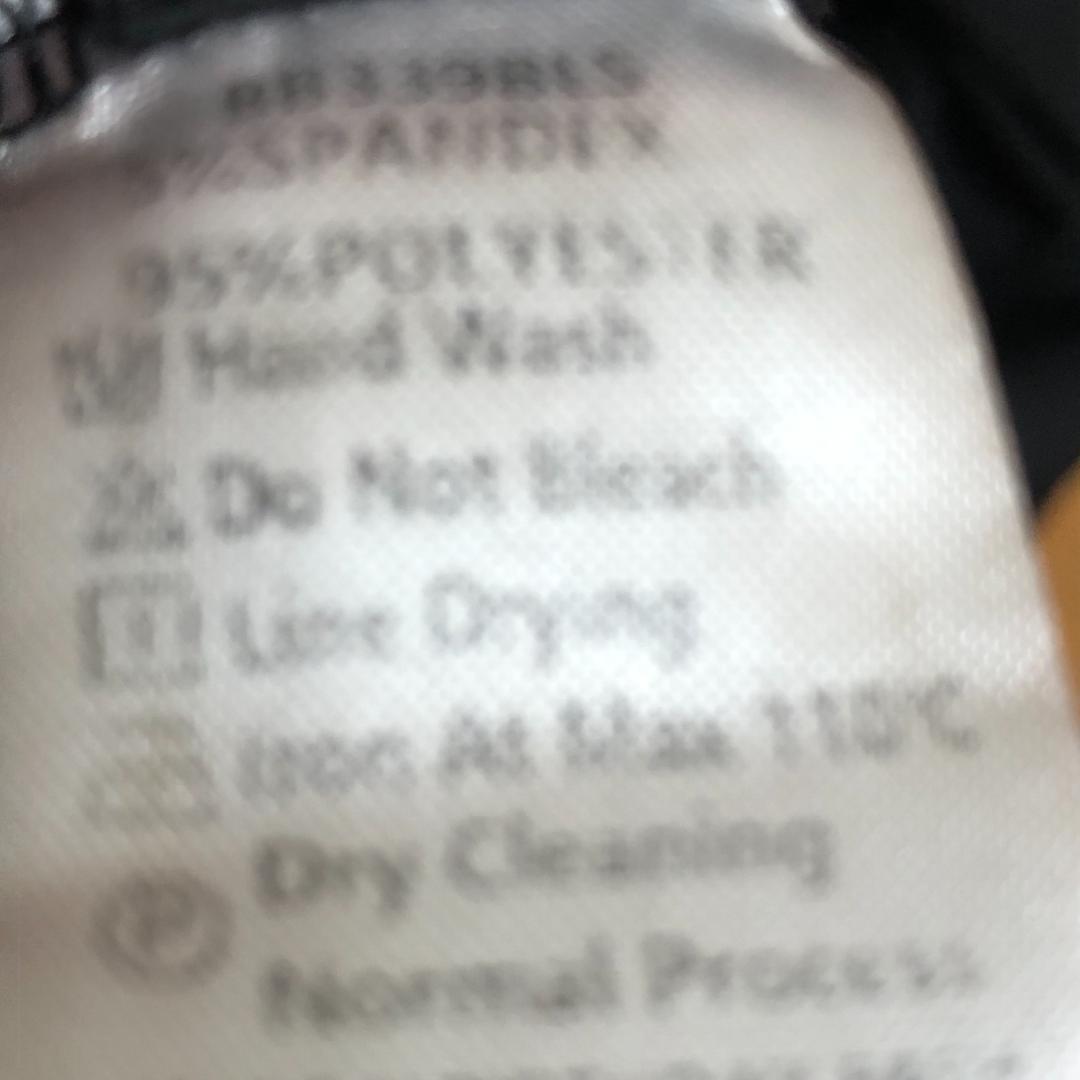 %SPANDEX
95%POLYESTER
Hand Wash
Do Not Bleach
Line Drying
Iron At Max 110°C
Dry Cleaning
Normal Process